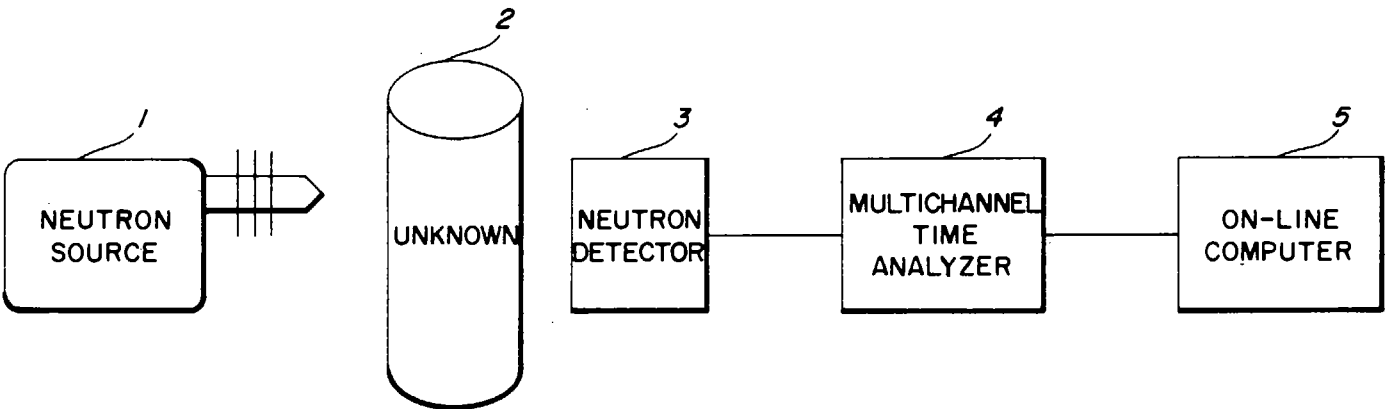 1
NEUTRON
SOURCE
2
UNKNOWN
3
NEUTRON
DETECTOR
4
MULTICHANNEL
TIME
ANALYZER
5
ON-LINE
COMPUTER